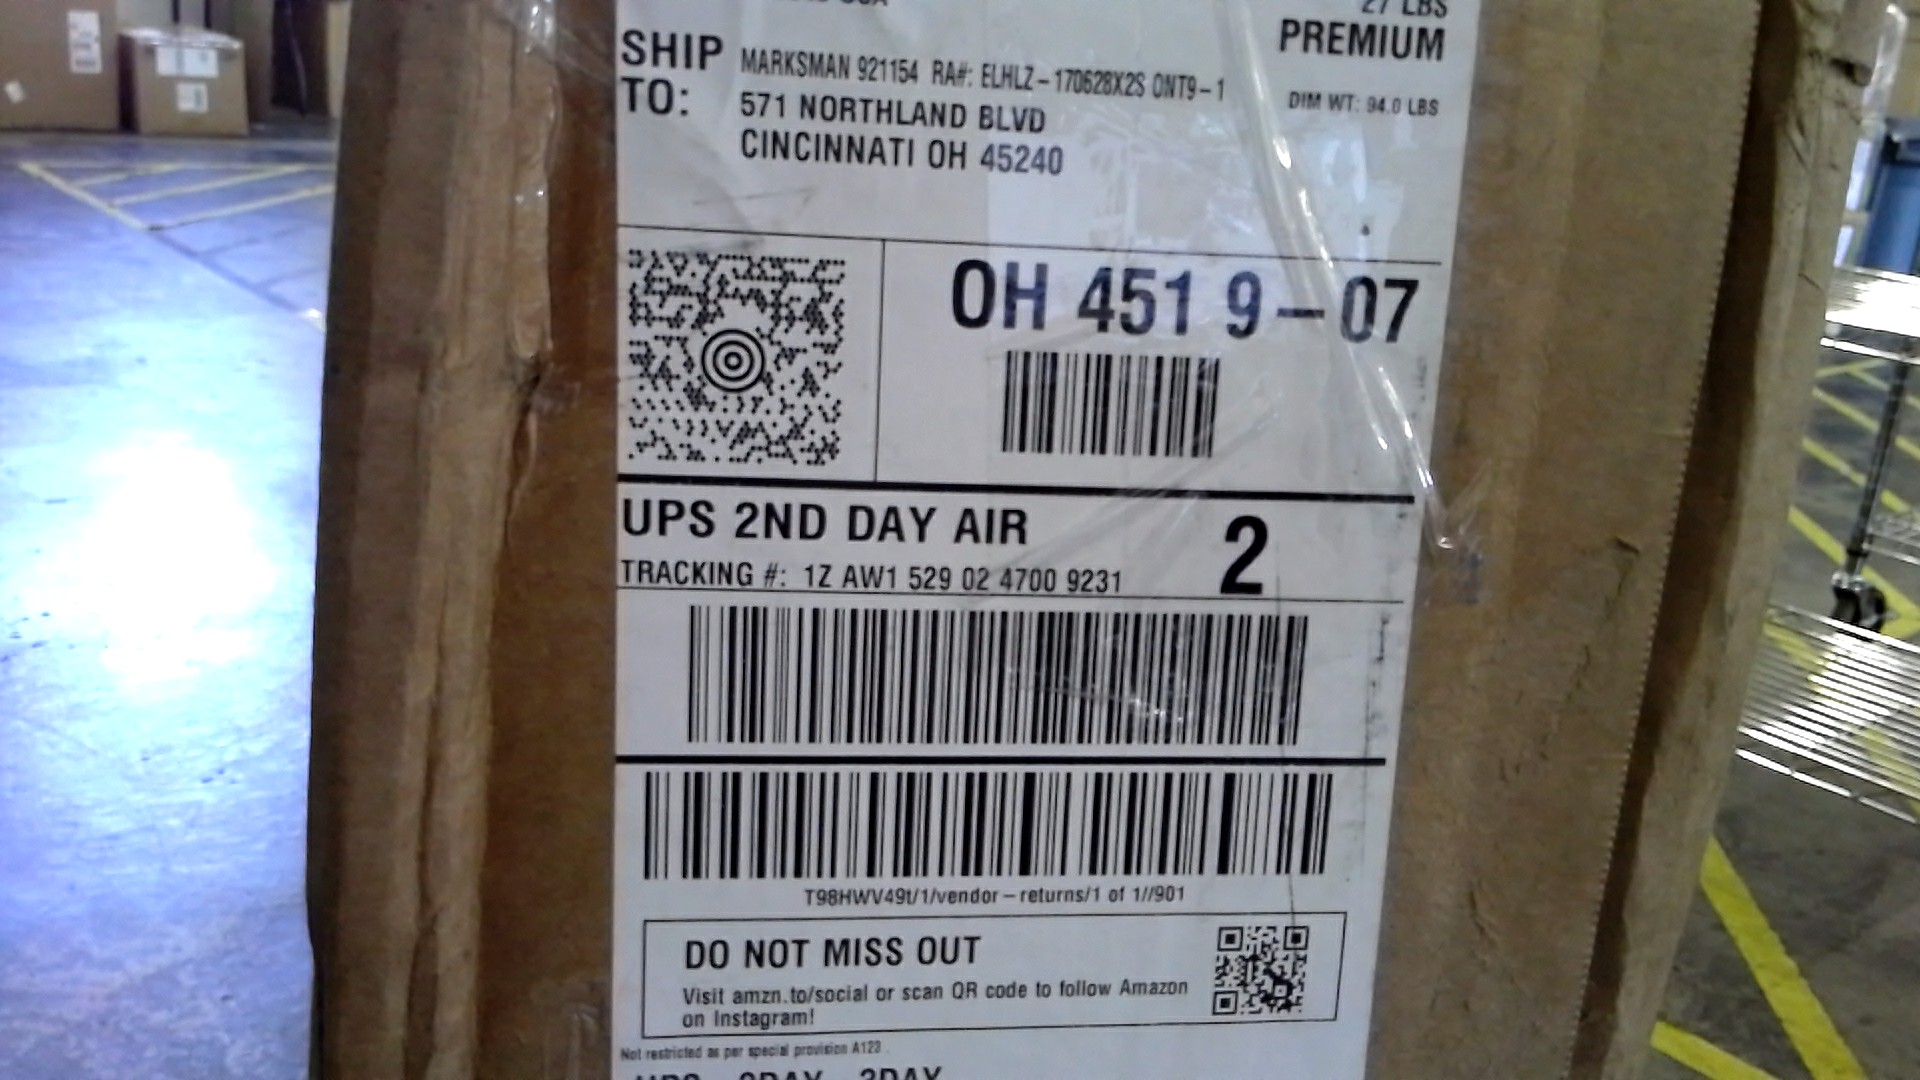 27 LBS
PREMIUM
SHIP TO:
MARKSMAN 921154 RA#: ELHLZ-170628X2S ONT9-1
DIM WT: 94.0 LBS
571 NORTHLAND BLVD
CINCINNATI OH 45240
OH 451 9-07
UPS 2ND DAY AIR
2
TRACKING #: 1Z AW1 529 02 4700 9231
T98HWV49t/1/vendor-returns/1 of 1//901
DO NOT MISS OUT
Visit amzn.to/social or scan QR code to follow Amazon
on Instagram!
Not restricted as per special provision A123.